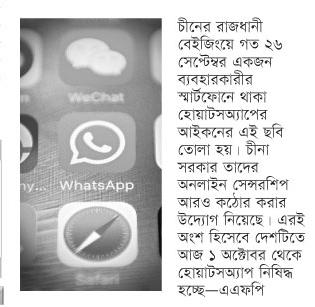 WeChat
ny...
WhatsApp
Safari
চীনের রাজধানী
বেইজিংয়ে গত ২৬
সেপ্টেম্বর একজন
ব্যবহারকারীর
স্মার্টফোনে থাকা
হোয়াটসঅ্যাপের
আইকনের এই ছবি
তোলা হয়। চীনা
সরকার তাদের
অনলাইন সেন্সরশিপ
আরও কঠোর করার
উদ্যোগ নিয়েছে। এরই
অংশ হিসেবে দেশটিতে
আজ ১ অক্টোবর থেকে
হোয়াটসঅ্যাপ নিষিদ্ধ
হচ্ছে—এএফপি